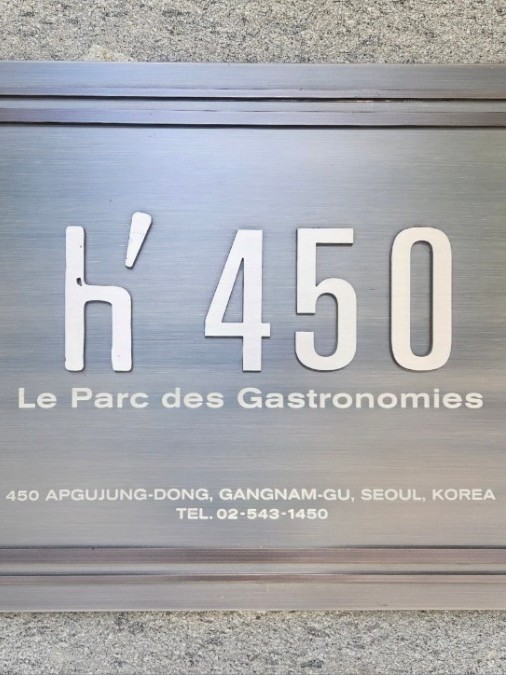 h' 450
Le Parc des Gastronomies
450 APGUJUNG-DONG, GANGNAM-GU, SEOUL, KOREA
TEL. 02-543-1450